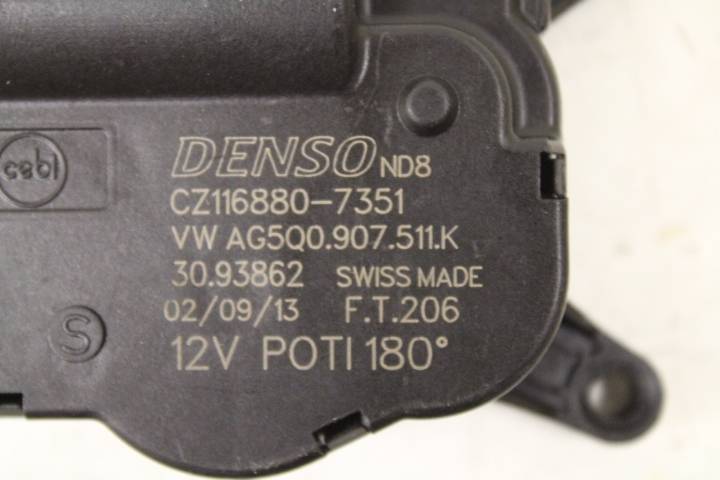 DENSO ND8
CZ116880-7351
VW AG5Q0.907.511.K
30.93862 SWISS MADE
02/09/13 F.T.206
12V POTI 180°
cebi
S